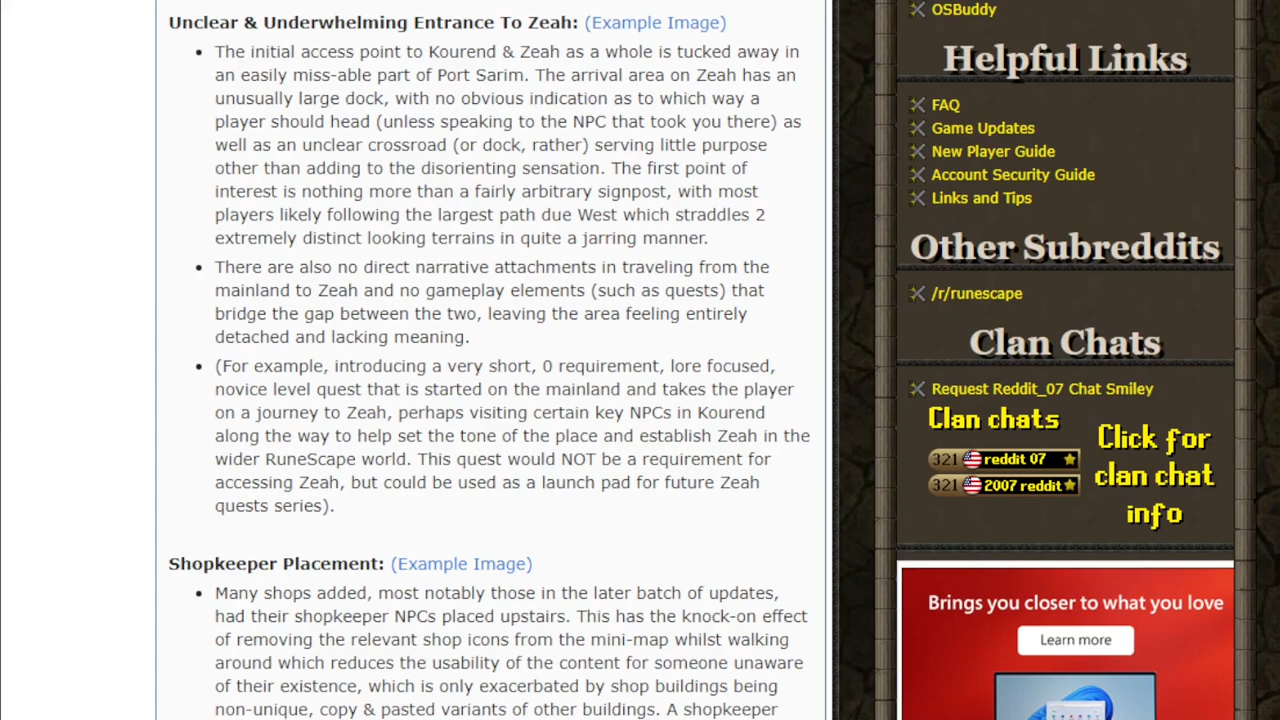 Unclear & Underwhelming Entrance To Zeah: (Example Image)
• The initial access point to Kourend & Zeah as a whole is tucked away in
an easily miss-able part of Port Sarim. The arrival area on Zeah has an
unusually large dock, with no obvious indication as to which way a
player should head (unless speaking to the NPC that took you there) as
well as an unclear crossroad (or dock, rather) serving little purpose
other than adding to the disorienting sensation. The first point of
interest is nothing more than a fairly arbitrary signpost, with most
players likely following the largest path due West which straddles 2
extremely distinct looking terrains in quite a jarring manner.
• There are also no direct narrative attachments in traveling from the
mainland to Zeah and no gameplay elements (such as quests) that
bridge the gap between the two, leaving the area feeling entirely
detached and lacking meaning.
• (For example, introducing a very short, 0 requirement, lore focused,
novice level quest that is started on the mainland and takes the player
on a journey to Zeah, perhaps visiting certain key NPCs in Kourend
along the way to help set the tone of the place and establish Zeah in the
wider RuneScape world. This quest would NOT be a requirement for
accessing Zeah, but could be used as a launch pad for future Zeah
quests series).
Shopkeeper Placement: (Example Image)
• Many shops added, most notably those in the later batch of updates,
had their shopkeeper NPCs placed upstairs. This has the knock-on effect
of removing the relevant shop icons from the mini-map whilst walking
around which reduces the usability of the content for someone unaware
of their existence, which is only exacerbated by shop buildings being
non-unique, copy & pasted variants of other buildings. A shopkeeper
OSBuddy
Helpful Links
FAQ
Game Updates
New Player Guide
Account Security Guide
Links and Tips
Other Subreddits
/r/runescape
Clan Chats
Request Reddit_07 Chat Smiley
Clan chats
321 reddit 07
321 2007 reddit
Click for
clan chat
info
Brings you closer to what you love
Learn more